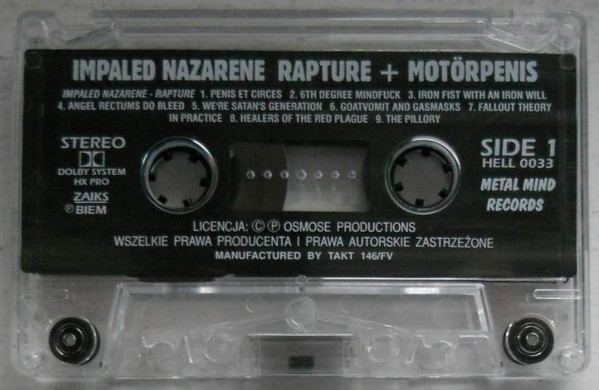 IMPALED NAZARENE RAPTURE + MOTÖRPENIS
IMPALED NAZARENE - RAPTURE 1. PENIS ET CIRCES 2. 6TH DEGREE MINDFUCK 3. IRON FIST WITH AN IRON WILL
4. ANGEL RECTUMS DO BLEED 5. WE'RE SATAN'S GENERATION 6. GOATVOMIT AND GASMASKS 7. FALLOUT THEORY
IN PRACTICE 8. HEALERS OF THE RED PLAGUE 9. THE PILLORY
STEREO
DOLBY SYSTEM
HX PRO
ZAIKS
Ⓟ BIEM
SIDE 1
HELL 0033
METAL MIND
RECORDS
LICENCJA: Ⓒ Ⓟ OSMOSE PRODUCTIONS
WSZELKIE PRAWA PRODUCENTA I PRAWA AUTORSKIE ZASTRZEŻONE
MANUFACTURED BY TAKT 146/FV